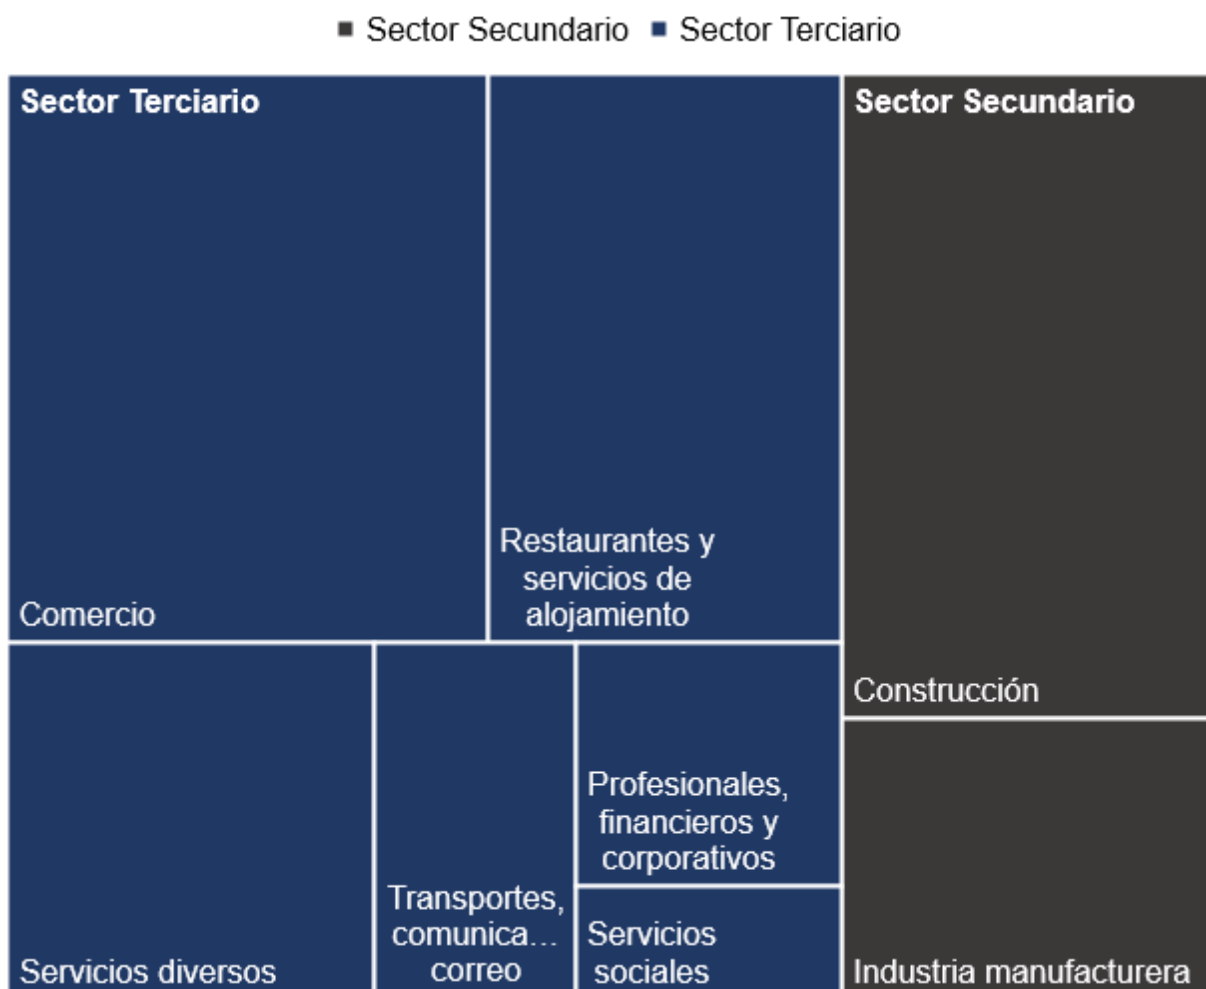 Sector Secundario Sector Terciario
Sector Terciario
Comercio
Restaurantes y
servicios de
alojamiento
Servicios diversos
Transportes,
comunica…
correo
Profesionales,
financieros y
corporativos
Servicios
sociales
Sector Secundario
Construcción
Industria manufacturera